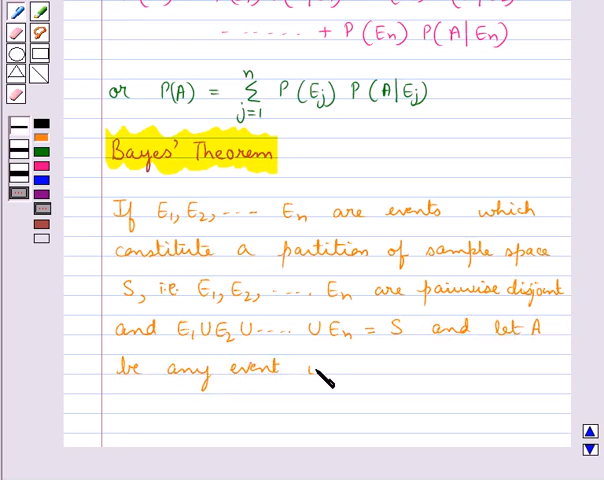 - ...... + P(En) P(A|En)
or P(A) = n Σ j=1 P(Ej) P(A|Ej)
Bayes' Theorem
If E1, E2, .... En are events which
constitute a partition of sample space
S, i.e. E1, E2, ..... En are pairwise disjoint
and E1 U E2 U ..... U En = S and let A
be any event